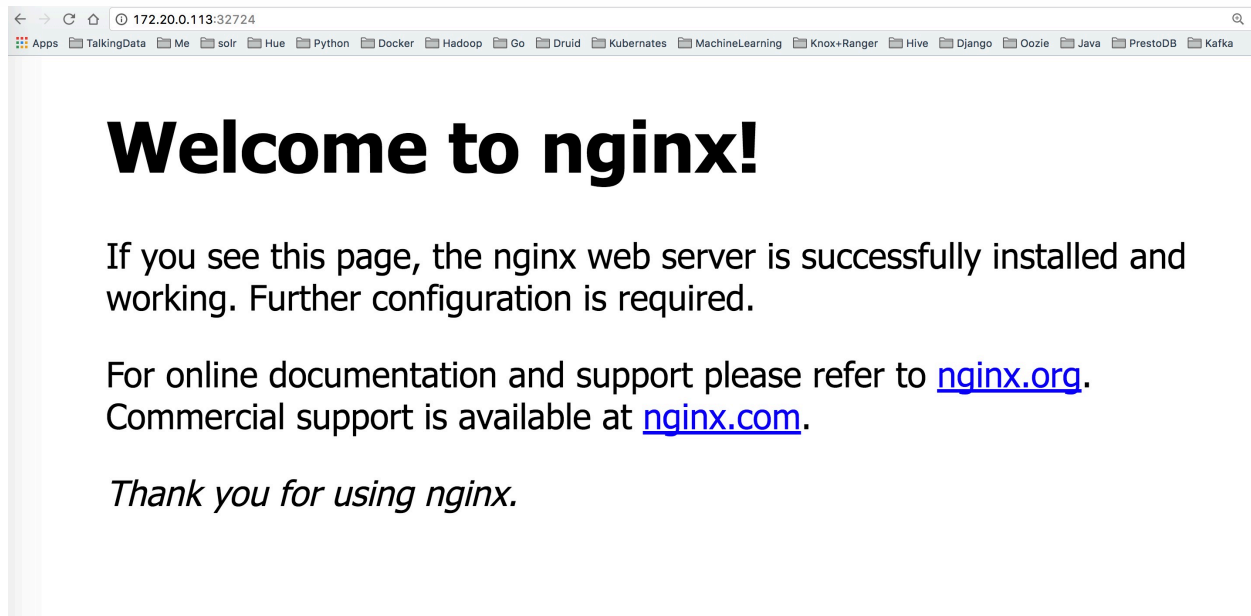 172.20.0.113:32724
Apps TalkingData Me solr Hue Python Docker Hadoop Go Druid Kubernates MachineLearning Knox+Ranger Hive Django Oozie Java PrestoDB Kafka
Welcome to nginx!
If you see this page, the nginx web server is successfully installed and
working. Further configuration is required.
For online documentation and support please refer to nginx.org.
Commercial support is available at nginx.com.
Thank you for using nginx.